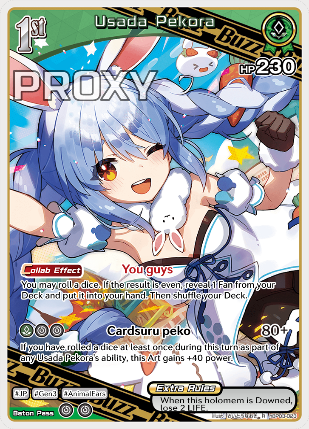 Buzz
1st
Usada Pekora
HP 230
PROXY
Collab Effect
You guys
You may roll a dice. If the result is even, reveal 1 Fan from your
Deck and put it into your hand. Then shuffle your Deck.
Cardsuru peko 80+
If you have rolled a dice at least once during this turn as part of
any Usada Pekora's ability, this Art gains +40 power.
#JP #Gen3 #AnimalEars
Extra Rules
When this holomem is Downed,
lose 2 LIFE.
Baton Pass